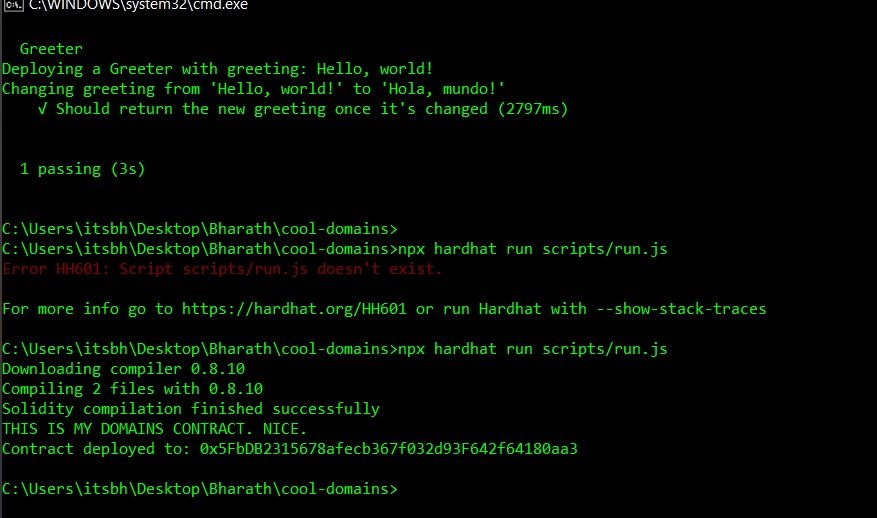 C:\WINDOWS\system32\cmd.exe
Greeter
Deploying a Greeter with greeting: Hello, world!
Changing greeting from 'Hello, world!' to 'Hola, mundo!'
√ Should return the new greeting once it's changed (2797ms)
1 passing (3s)
C:\Users\itsbh\Desktop\Bharath\cool-domains>
C:\Users\itsbh\Desktop\Bharath\cool-domains>npx hardhat run scripts/run.js
Error HH601: Script scripts/run.js doesn't exist.
For more info go to https://hardhat.org/HH601 or run Hardhat with --show-stack-traces
C:\Users\itsbh\Desktop\Bharath\cool-domains>npx hardhat run scripts/run.js
Downloading compiler 0.8.10
Compiling 2 files with 0.8.10
Solidity compilation finished successfully
THIS IS MY DOMAINS CONTRACT. NICE.
Contract deployed to: 0x5FbDB2315678afecb367f032d93F642f64180aa3
C:\Users\itsbh\Desktop\Bharath\cool-domains>